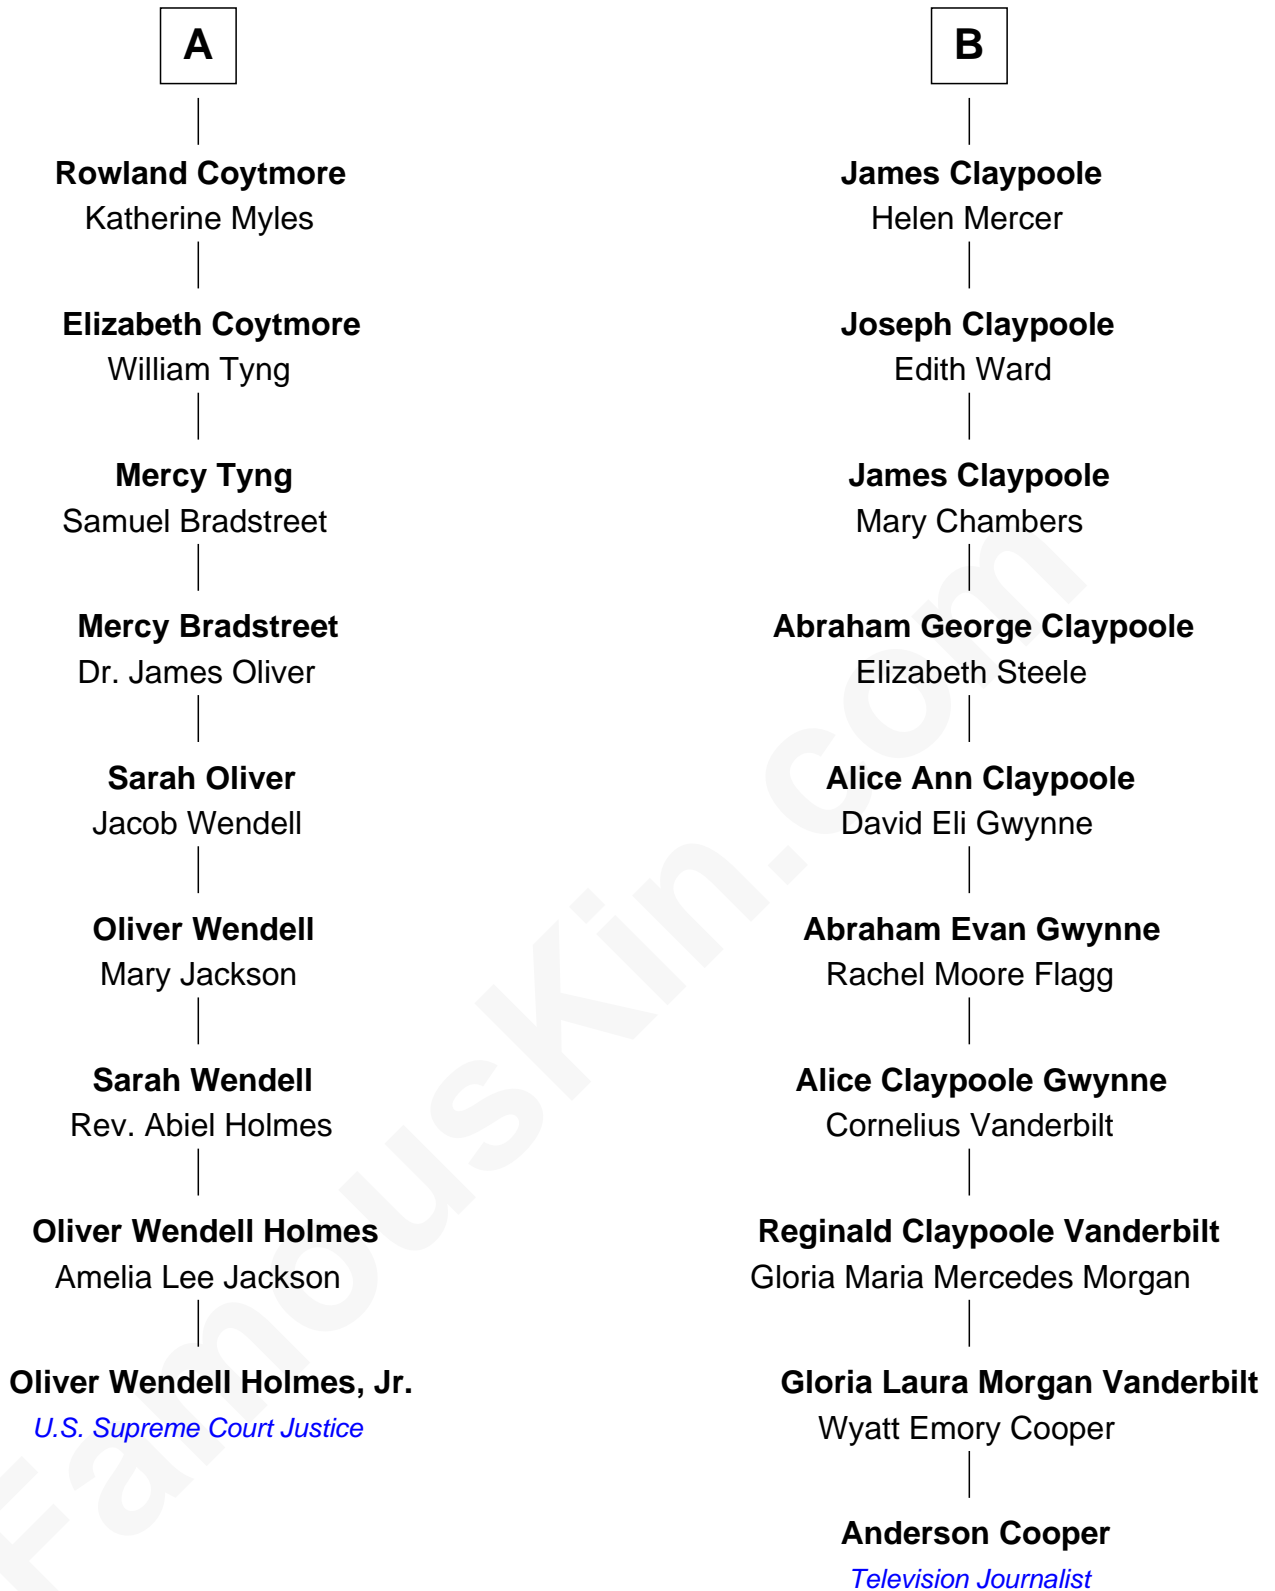 A
Rowland Coytmore
Katherine Myles
Elizabeth Coytmore
William Tyng
Mercy Tyng
Samuel Bradstreet
Mercy Bradstreet
Dr. James Oliver
Sarah Oliver
Jacob Wendell
Oliver Wendell
Mary Jackson
Sarah Wendell
Rev. Abiel Holmes
Oliver Wendell Holmes
Amelia Lee Jackson
Oliver Wendell Holmes, Jr.
U.S. Supreme Court Justice
B
James Claypoole
Helen Mercer
Joseph Claypoole
Edith Ward
James Claypoole
Mary Chambers
Abraham George Claypoole
Elizabeth Steele
Alice Ann Claypoole
David Eli Gwynne
Abraham Evan Gwynne
Rachel Moore Flagg
Alice Claypoole Gwynne
Cornelius Vanderbilt
Reginald Claypoole Vanderbilt
Gloria Maria Mercedes Morgan
Gloria Laura Morgan Vanderbilt
Wyatt Emory Cooper
Anderson Cooper
Television Journalist
FamousKin.com